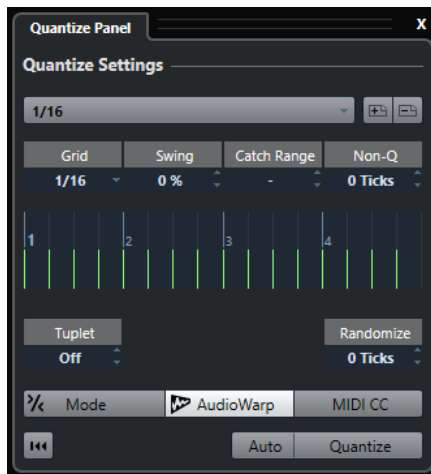 Quantize Panel X
Quantize Settings
1/16
Grid Swing Catch Range Non-Q
1/16 0 % - 0 Ticks
1 2 3 4
Tuplet Randomize
Off 0 Ticks
Mode AudioWarp MIDI CC
Auto Quantize